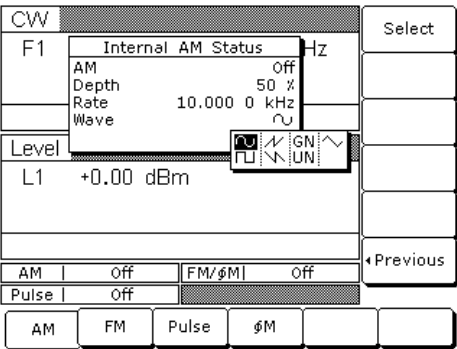 CW
Select
F1
Hz
Internal AM Status
AM Off
Depth 50 %
Rate 10.000 0 kHz
Wave
GN
UN
Level
L1 +0.00 dBm
Previous
AM Off FM/ϕM Off
Pulse Off
AM FM Pulse ϕM